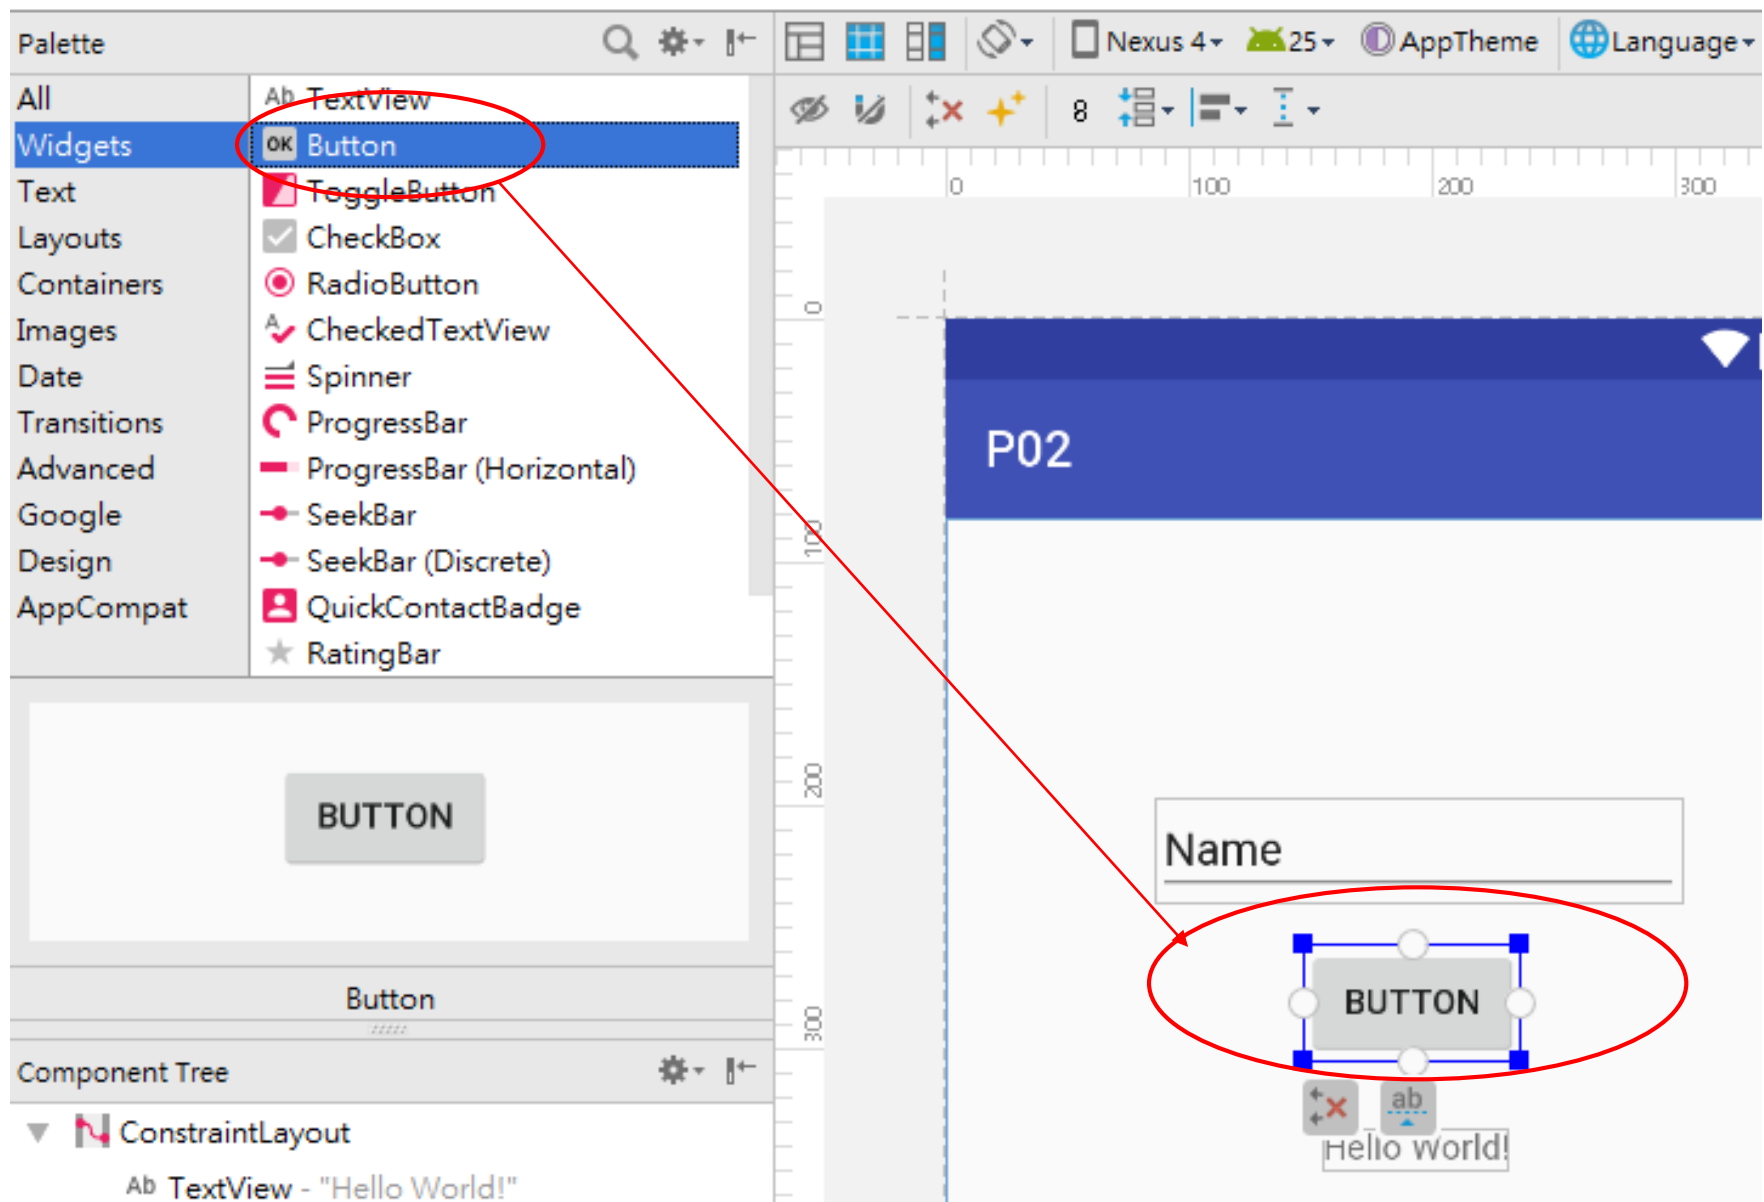 Palette
Nexus 4
25
AppTheme
Language
All
Widgets
Text
Layouts
Containers
Images
Date
Transitions
Advanced
Google
Design
AppCompat
Ab TextView
OK Button
ToggleButton
CheckBox
RadioButton
A CheckedTextView
Spinner
ProgressBar
ProgressBar (Horizontal)
SeekBar
SeekBar (Discrete)
QuickContactBadge
RatingBar
BUTTON
Button
Component Tree
ConstraintLayout
Ab TextView - "Hello World!"
8
0 100 200 300
0
100
200
300
P02
Name
BUTTON
ab
Hello World!